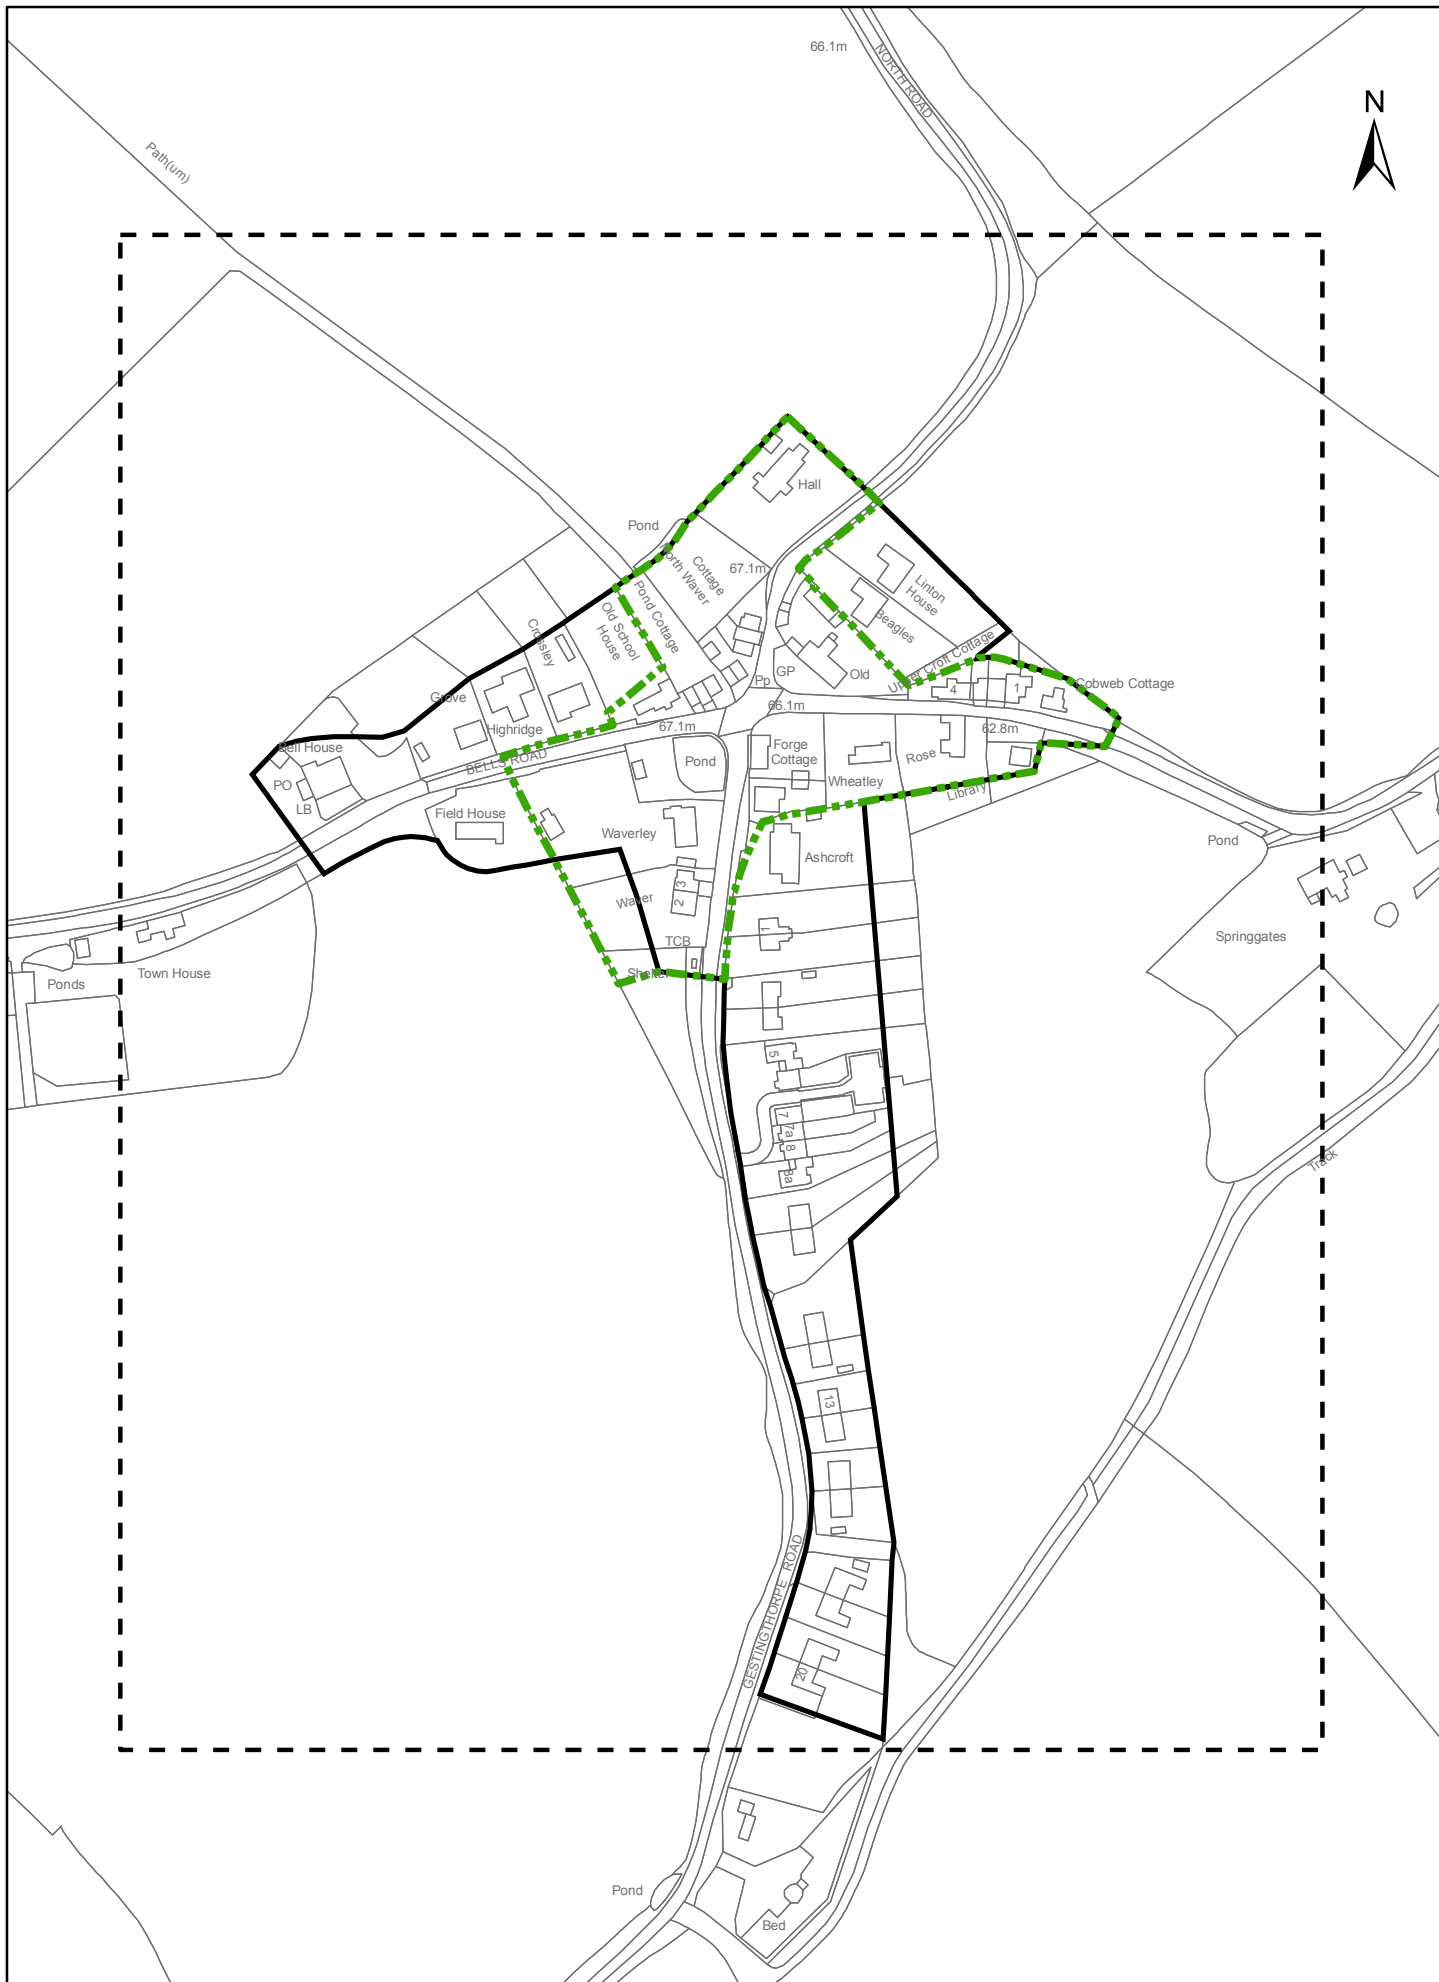 66.1m
NORTH ROAD
N
Path(um)
Hall
Pond
North Waver
Cottage
67.1m
Linton
House
Pond Cottage
Old School
House
Beagles
Crossley
Upper Croft Cottage
GP
Old
Pp
4
1
Cobweb Cottage
Grove
66.1m
Highridge
67.1m
62.8m
Bell House
BELLS ROAD
Pond
Forge
Cottage
Rose
PO
Wheatley
Library
LB
Field House
Waverley
Pond
Ashcroft
3
2
Waver
1
TCB
Springgates
Shelter
Town House
Ponds
5
7
7a
8
8a
Track
13
GESTINGTHORPE ROAD
20
Pond
Bed